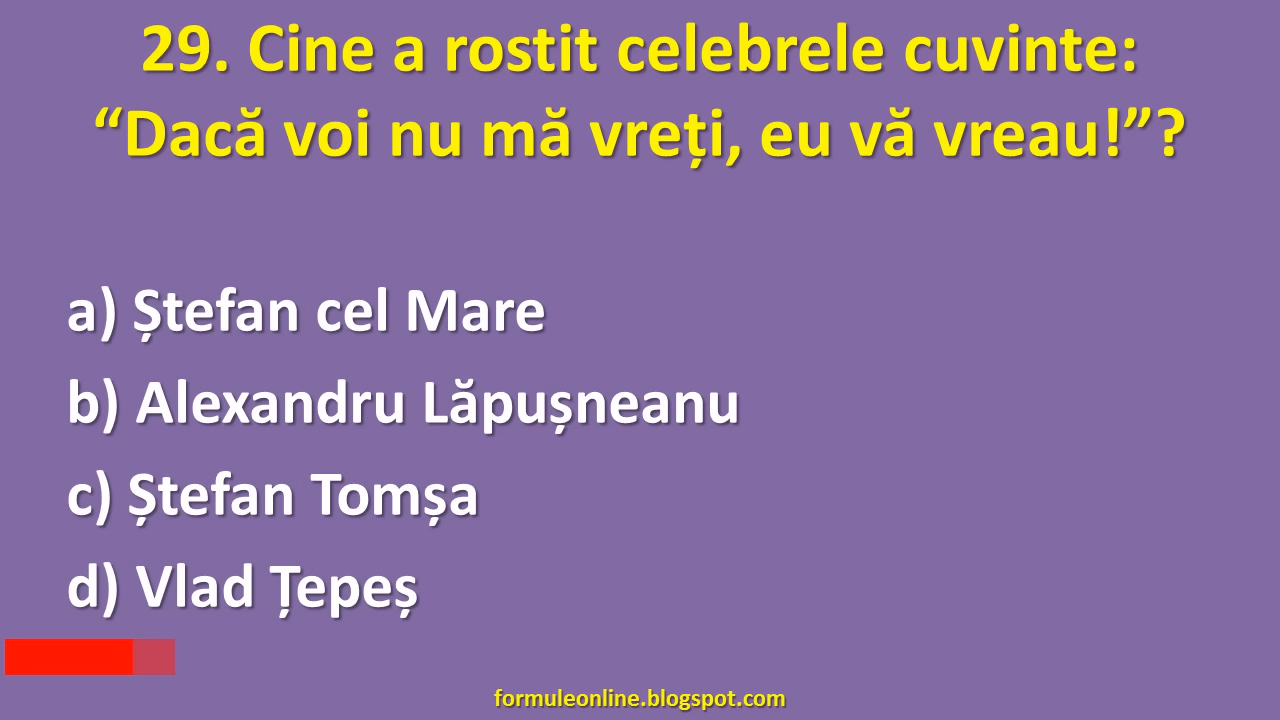 29. Cine a rostit celebrele cuvinte:
“Dacă voi nu mă vreți, eu vă vreau!”?
a) Ștefan cel Mare
b) Alexandru Lăpușneanu
c) Ștefan Tomșa
d) Vlad Țepeș
formuleonline.blogspot.com